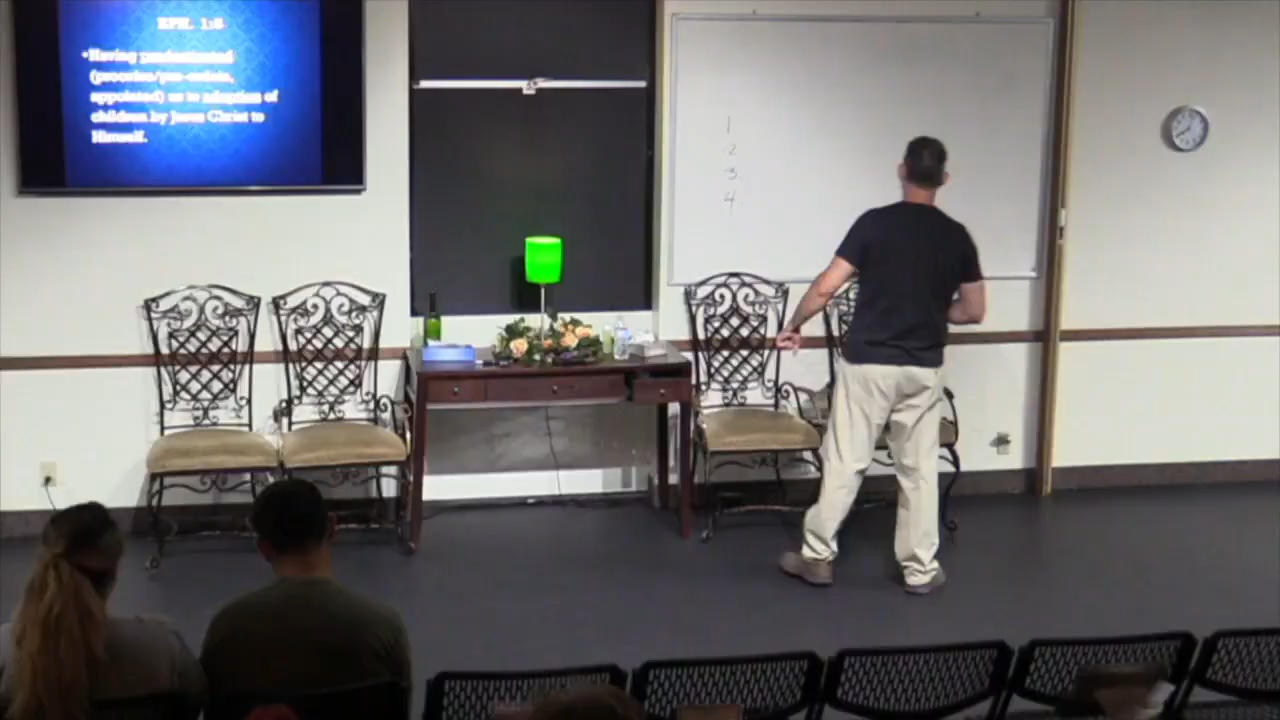 EPH. 1:5
•Having predestinated
(proorizo/pre-ordain,
appointed) us to adoption of
children by Jesus Christ to
Himself.
1
2
3
4